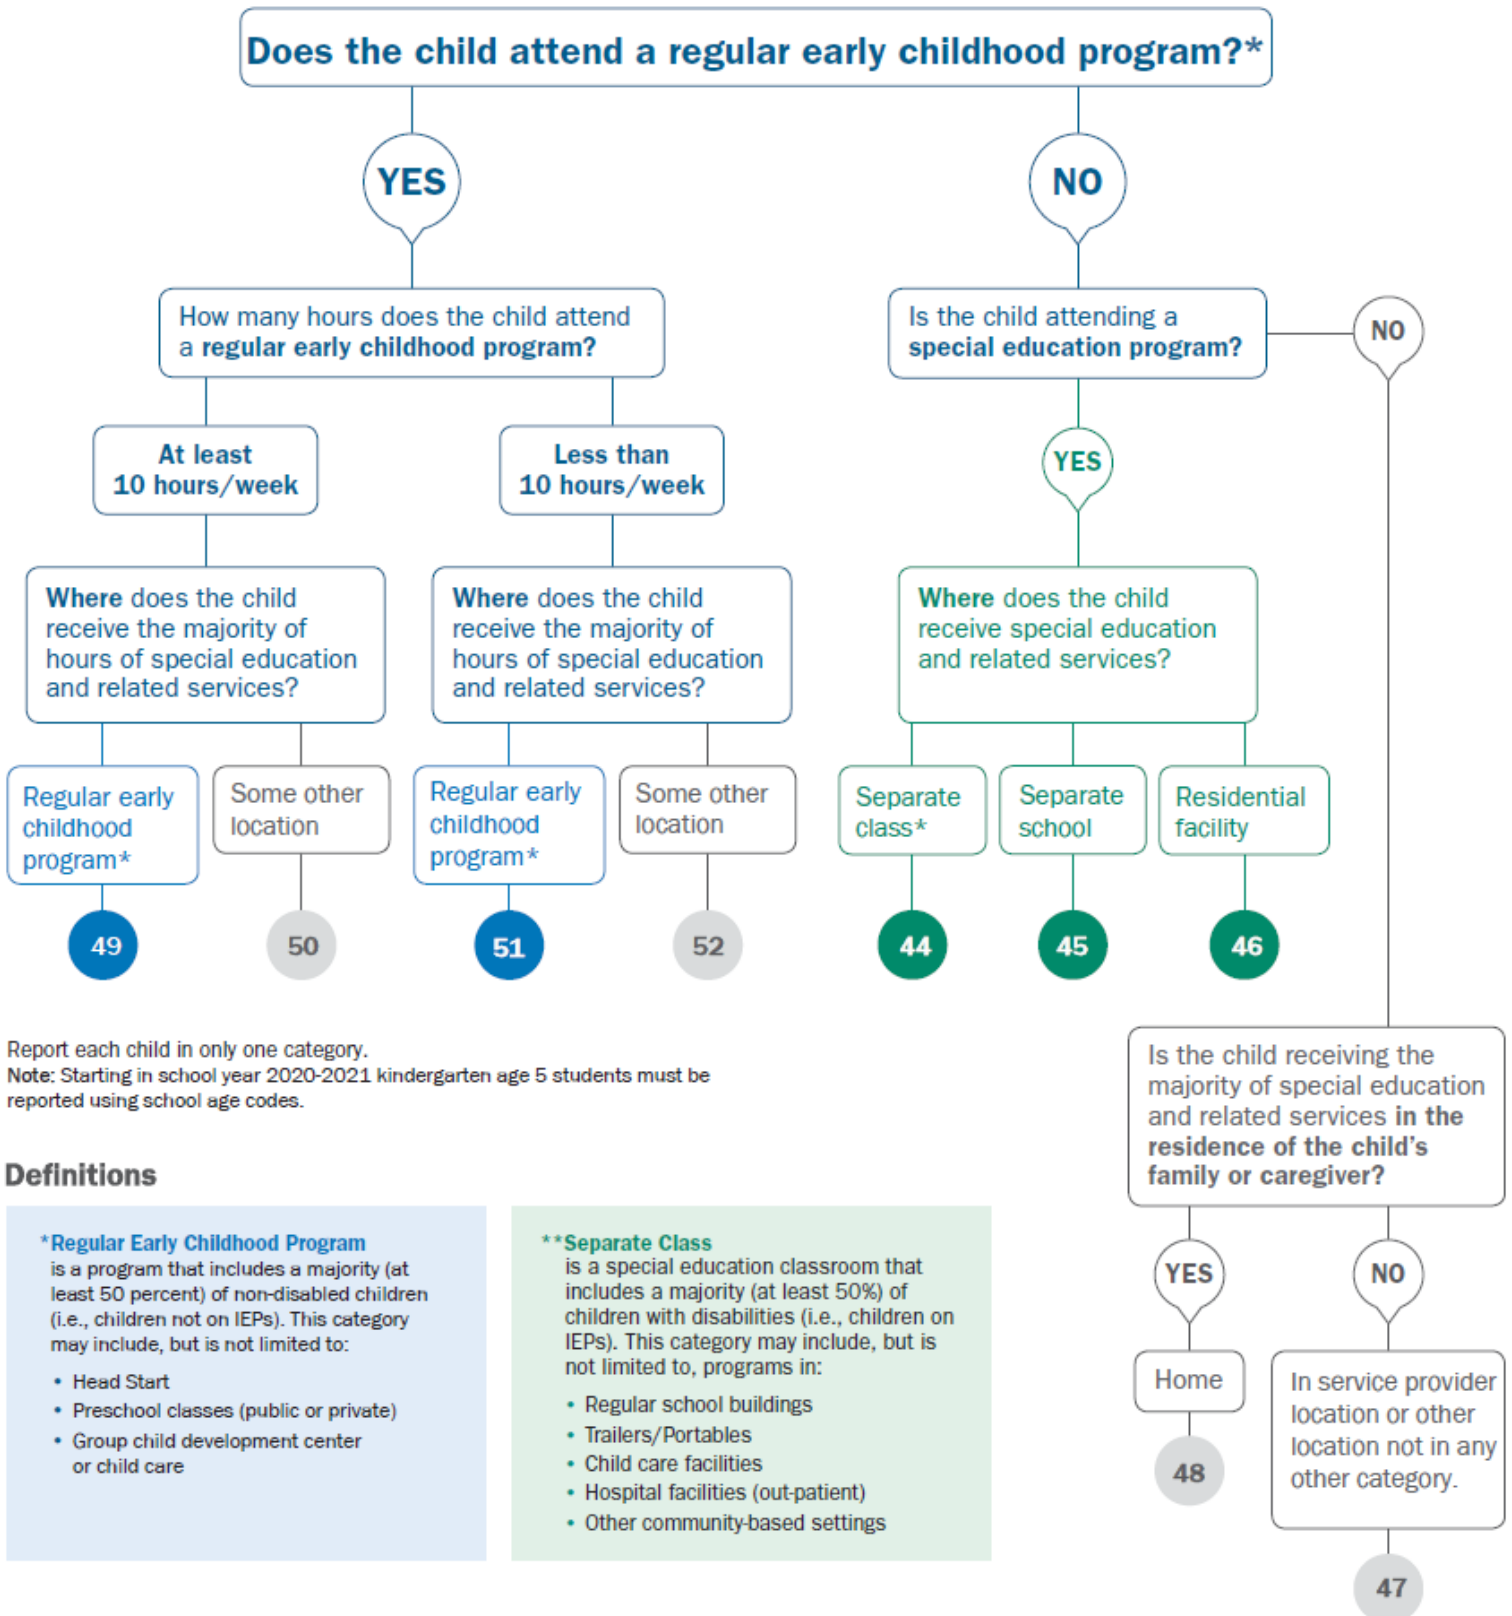 Does the child attend a regular early childhood program?*
YES
NO
How many hours does the child attend
a regular early childhood program?
Is the child attending a
special education program?
NO
At least
10 hours/week
Less than
10 hours/week
YES
Where does the child
receive the majority of
hours of special education
and related services?
Where does the child
receive the majority of
hours of special education
and related services?
Where does the child
receive special education
and related services?
Regular early
childhood
program*
Some other
location
Regular early
childhood
program*
Some other
location
Separate
class*
Separate
school
Residential
facility
49
50
51
52
44
45
46
Report each child in only one category.
Note: Starting in school year 2020-2021 kindergarten age 5 students must be
reported using school age codes.
Is the child receiving the
majority of special education
and related services in the
residence of the child's
family or caregiver?
YES
NO
Home
In service provider
location or other
location not in any
other category.
48
47
Definitions
*Regular Early Childhood Program
is a program that includes a majority (at
least 50 percent) of non-disabled children
(i.e., children not on IEPs). This category
may include, but is not limited to:
• Head Start
• Preschool classes (public or private)
• Group child development center
or child care
**Separate Class
is a special education classroom that
includes a majority (at least 50%) of
children with disabilities (i.e., children on
IEPs). This category may include, but is
not limited to, programs in:
• Regular school buildings
• Trailers/Portables
• Child care facilities
• Hospital facilities (out-patient)
• Other community-based settings